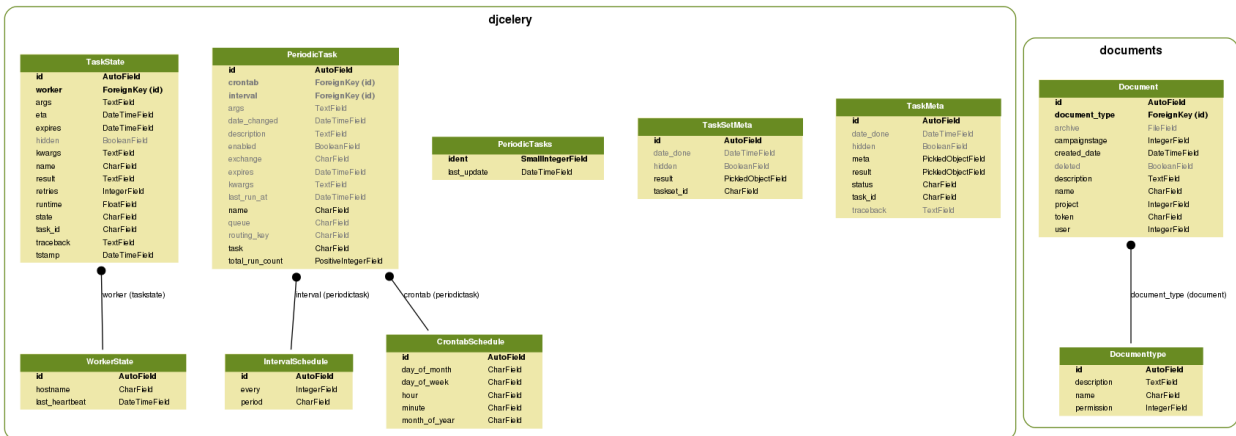 djcelery
TaskState
id AutoField
worker ForeignKey (id)
args TextField
eta DateTimeField
expires DateTimeField
hidden BooleanField
kwargs TextField
name CharField
result TextField
retries IntegerField
runtime FloatField
state CharField
task_id CharField
traceback TextField
tstamp DateTimeField
worker (taskstate)
WorkerState
id AutoField
hostname CharField
last_heartbeat DateTimeField
PeriodicTask
id AutoField
crontab ForeignKey (id)
interval ForeignKey (id)
args TextField
date_changed DateTimeField
description TextField
enabled BooleanField
exchange CharField
expires DateTimeField
kwargs TextField
last_run_at DateTimeField
name CharField
queue CharField
routing_key CharField
task CharField
total_run_count PositiveIntegerField
interval (periodictask)
crontab (periodictask)
IntervalSchedule
id AutoField
every IntegerField
period CharField
CrontabSchedule
id AutoField
day_of_month CharField
day_of_week CharField
hour CharField
minute CharField
month_of_year CharField
PeriodicTasks
ident SmallIntegerField
last_update DateTimeField
TaskSetMeta
id AutoField
date_done DateTimeField
hidden BooleanField
result PickledObjectField
taskset_id CharField
TaskMeta
id AutoField
date_done DateTimeField
hidden BooleanField
meta PickledObjectField
result PickledObjectField
status CharField
task_id CharField
traceback TextField
documents
Document
id AutoField
document_type ForeignKey (id)
archive FileField
campaignstage IntegerField
created_date DateTimeField
deleted BooleanField
description TextField
name CharField
project IntegerField
token CharField
user IntegerField
document_type (document)
Documenttype
id AutoField
description TextField
name CharField
permission IntegerField